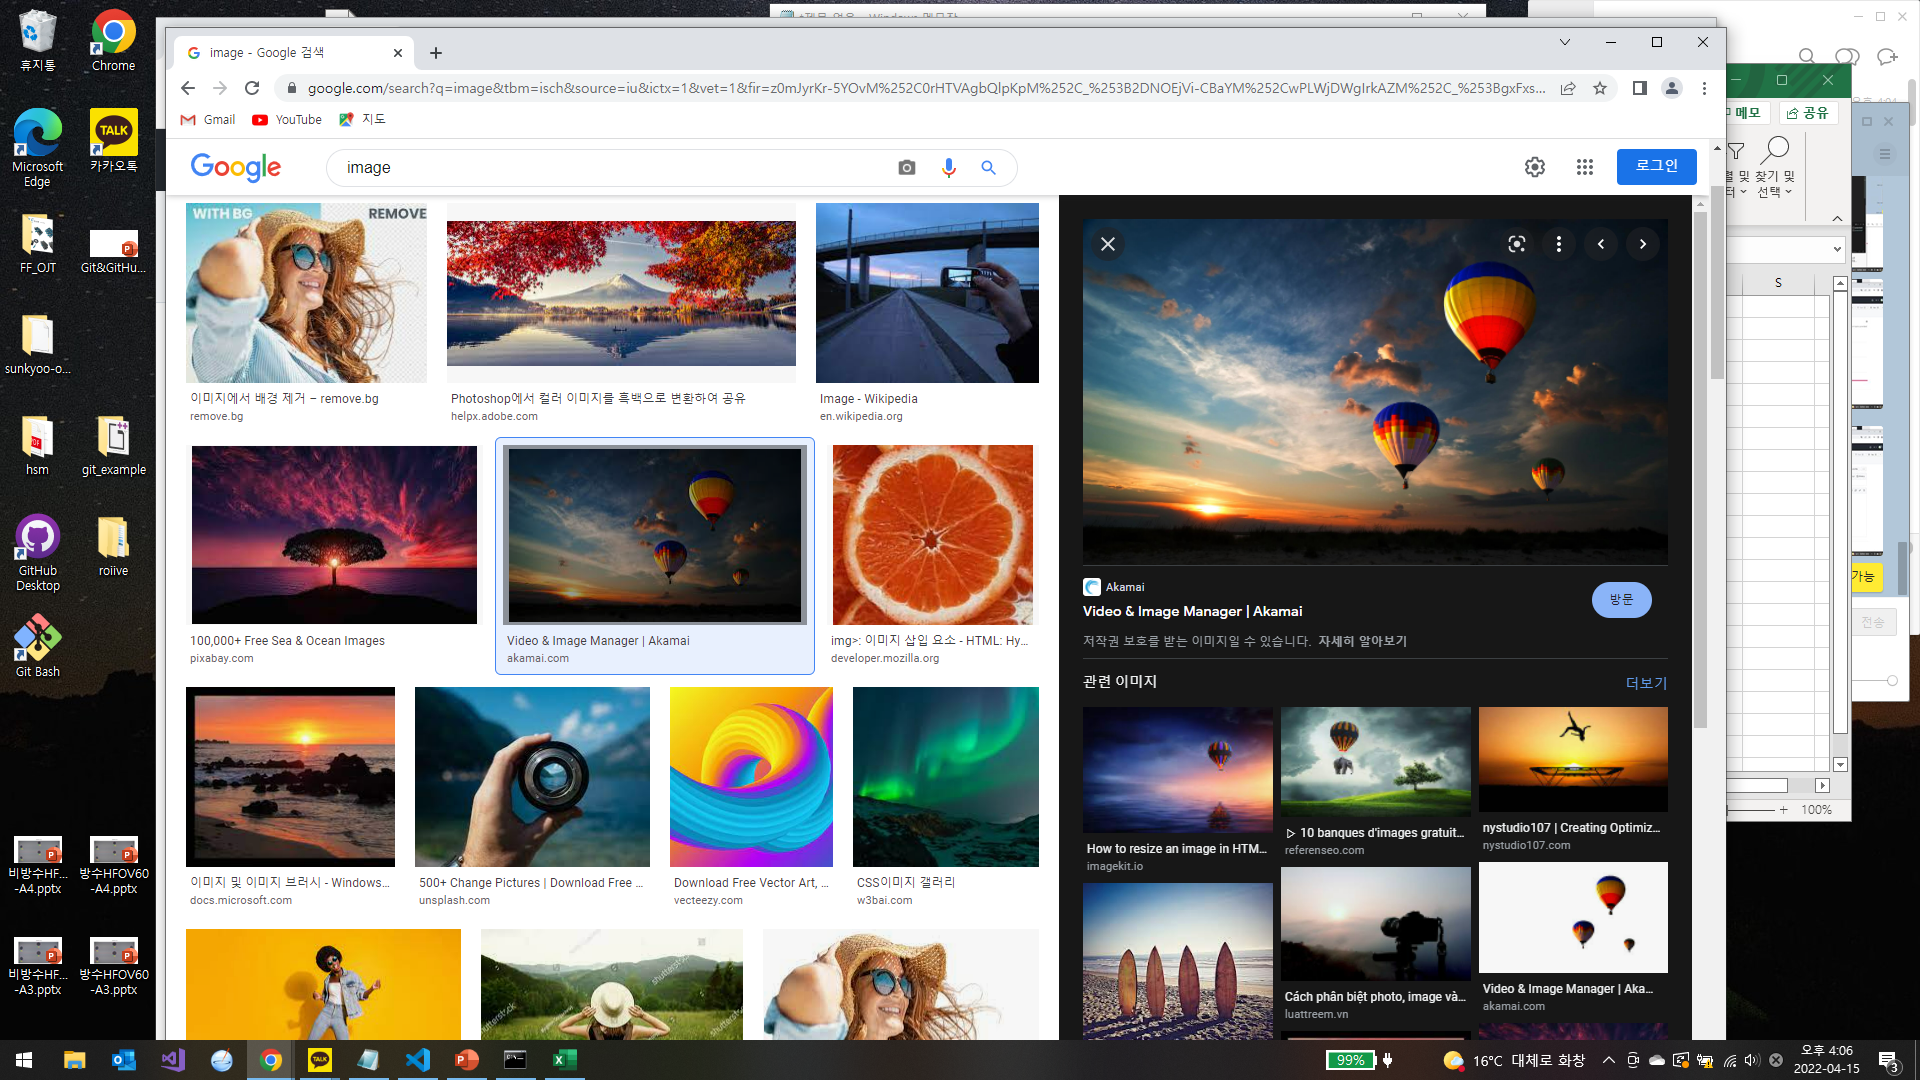 휴지통
Chrome
Microsoft
Edge
TALK
카카오톡
FF_OJT
Git&GitHu...
sunkyoo-o...
hsm
git_example
GitHub
Desktop
roiive
Git Bash
비방수HF...
-A4.pptx
방수HFOV60
-A4.pptx
비방수HF...
-A3.pptx
방수HFOV60
-A3.pptx
image - Google 검색
google.com/search?q=image&tbm=isch&source=iu&ictx=1&vet=1&fir=z0mJyrKr-5YOvM%252C0rHTVAgbQlpKpM%252C_%253B2DNOEjVi-CBaYM%252CwPLWjDWgIrkAZM%252C_%253BgxFxs...
Gmail
YouTube
지도
Google
image
로그인
WITH BG
REMOVE
이미지에서 배경 제거 – remove.bg
remove.bg
Photoshop에서 컬러 이미지를 흑백으로 변환하여 공유
helpx.adobe.com
Image - Wikipedia
en.wikipedia.org
100,000+ Free Sea & Ocean Images
pixabay.com
Video & Image Manager | Akamai
akamai.com
img>: 이미지 삽입 요소 - HTML: Hy...
developer.mozilla.org
이미지 및 이미지 브러시 - Windows...
docs.microsoft.com
500+ Change Pictures | Download Free ...
unsplash.com
Download Free Vector Art, ...
vecteezy.com
CSS이미지 갤러리
w3bai.com
Akamai
Video & Image Manager | Akamai
방문
저작권 보호를 받는 이미지일 수 있습니다. 자세히 알아보기
관련 이미지
더보기
How to resize an image in HTM...
imagekit.io
▷ 10 banques d'images gratuit...
referenseo.com
nystudio107 | Creating Optimiz...
nystudio107.com
Cách phân biệt photo, image và...
luattreem.vn
Video & Image Manager | Aka...
akamai.com
메모
공유
찾기 및
선택
S
가능
전송
100%
99%
16°C 대체로 화창
오후 4:06
2022-04-15
3